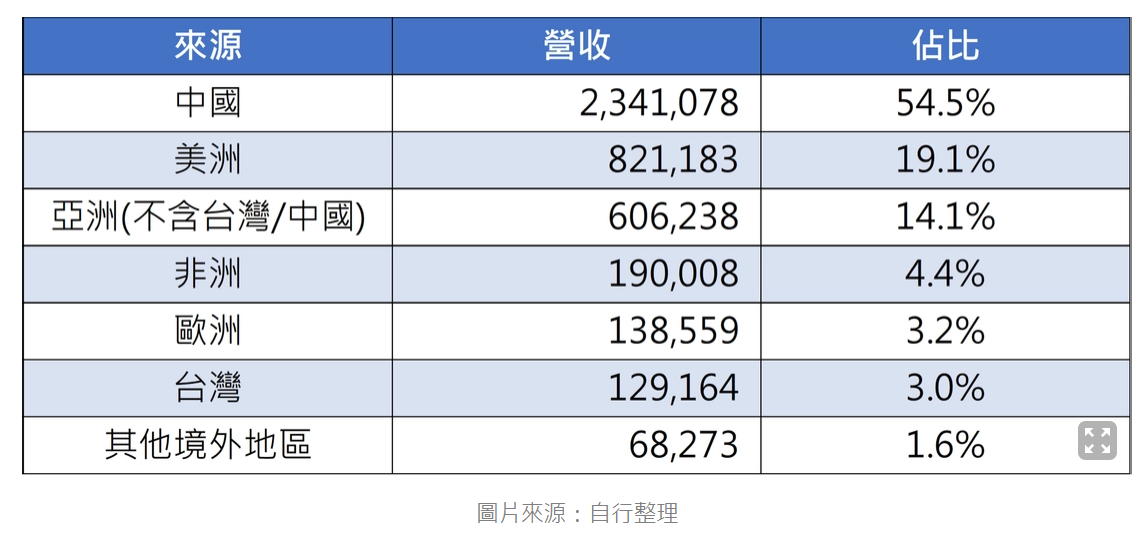 來源 營收 佔比
中國 2,341,078 54.5%
美洲 821,183 19.1%
亞洲(不含台灣/中國) 606,238 14.1%
非洲 190,008 4.4%
歐洲 138,559 3.2%
台灣 129,164 3.0%
其他境外地區 68,273 1.6%
圖片來源：自行整理